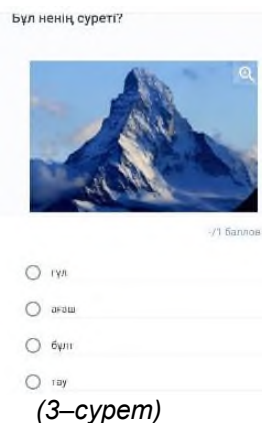 Бұл ненің суреті?
-/1 баллов
гүл
ағаш
бұлт
тау
(3–сурет)